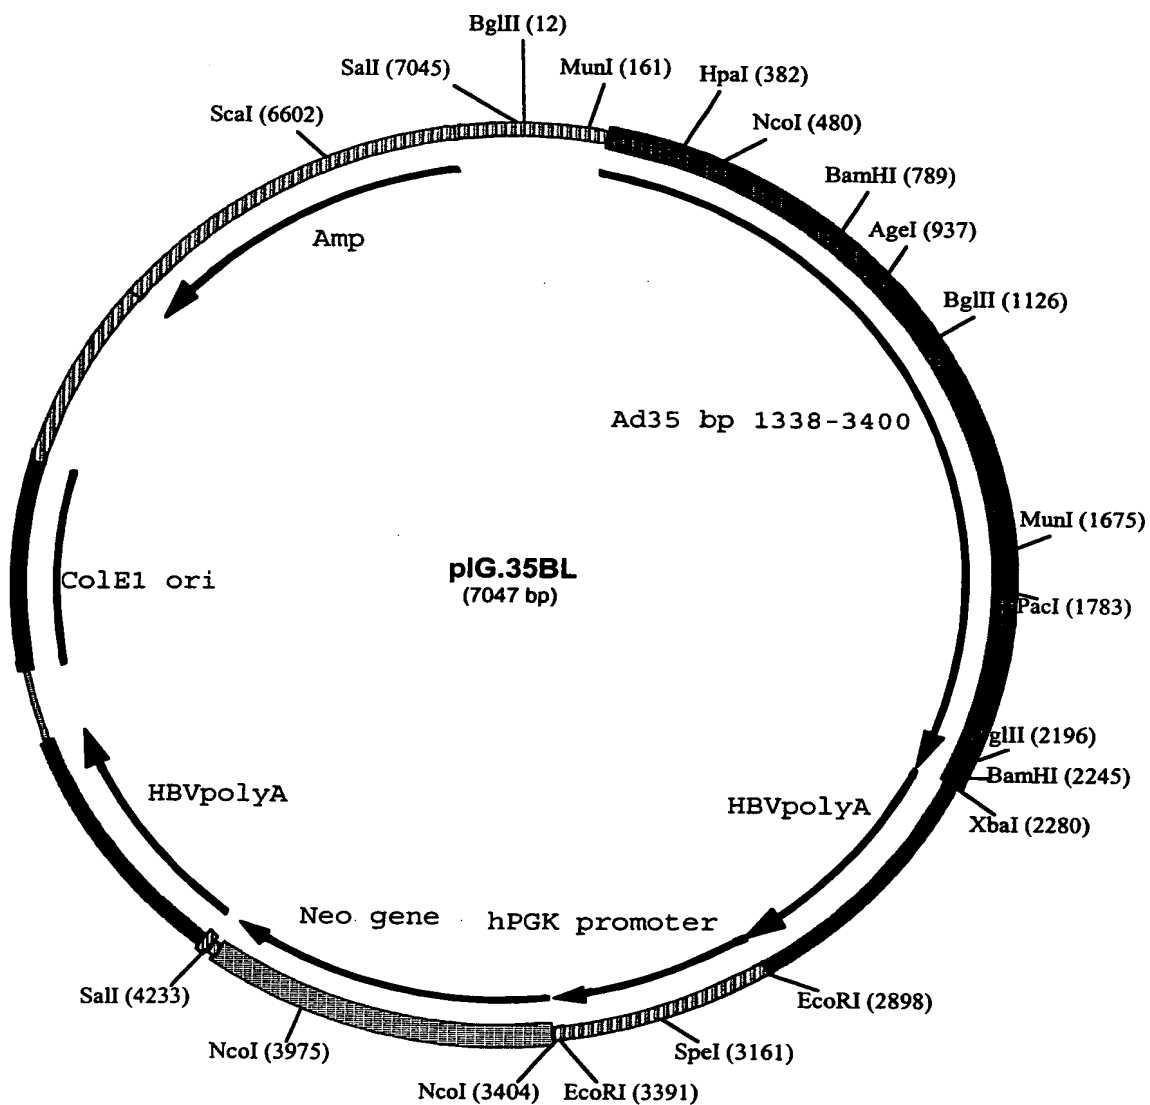 BglII (12)
SalI (7045)
MunI (161)
HpaI (382)
ScaI (6602)
NcoI (480)
BamHI (789)
AgeI (937)
Amp
BglII (1126)
Ad35 bp 1338-3400
MunI (1675)
ColE1 ori
pIG.35BL
(7047 bp)
PacI (1783)
glII (2196)
BamHI (2245)
HBVpolyA
HBVpolyA
XbaI (2280)
Neo gene
hPGK promoter
SalI (4233)
EcoRI (2898)
NcoI (3975)
SpeI (3161)
NcoI (3404)
EcoRI (3391)